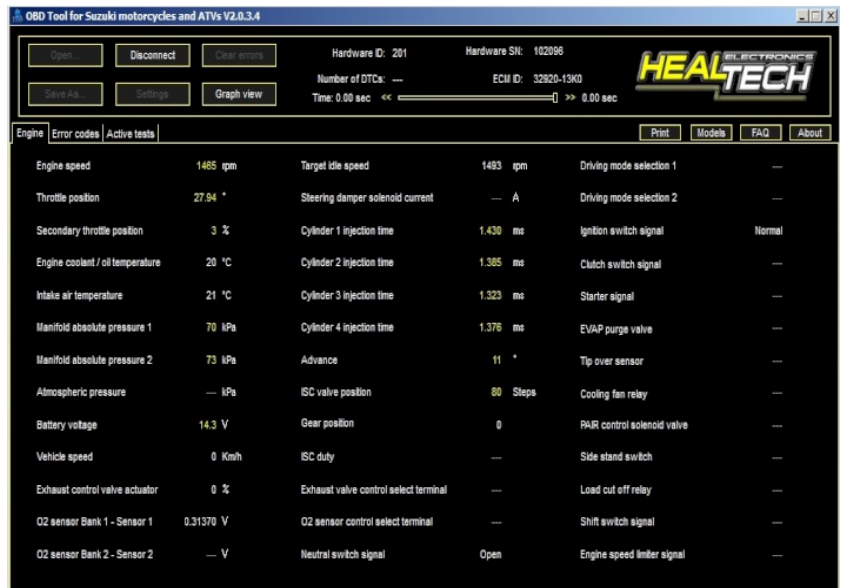 OBD Tool for Suzuki motorcycles and ATVs V2.0.3.4
Open... Disconnect Clear errors Hardware ID: 201 Hardware SN: 102096
Number of DTCs: --- ECM ID: 32920-13K0
Save As... Settings Graph view Time: 0.00 sec << >> 0.00 sec
HEALTECH ELECTRONICS
Engine Error codes Active tests Print Models FAQ About
Engine speed 1465 rpm Target idle speed 1493 rpm Driving mode selection 1 ---
Throttle position 27.94 ° Steering damper solenoid current --- A Driving mode selection 2 ---
Secondary throttle position 3 % Cylinder 1 injection time 1.430 ms Ignition switch signal Normal
Engine coolant / oil temperature 20 °C Cylinder 2 injection time 1.385 ms Clutch switch signal ---
Intake air temperature 21 °C Cylinder 3 injection time 1.323 ms Starter signal ---
Manifold absolute pressure 1 70 kPa Cylinder 4 injection time 1.376 ms EVAP purge valve ---
Manifold absolute pressure 2 73 kPa Advance 11 ° Tip over sensor ---
Atmospheric pressure --- kPa ISC valve position 80 Steps Cooling fan relay ---
Battery voltage 14.3 V Gear position 0 PAIR control solenoid valve ---
Vehicle speed 0 Km/h ISC duty --- Side stand switch ---
Exhaust control valve actuator 0 % Exhaust valve control select terminal --- Load cut off relay ---
O2 sensor Bank 1 - Sensor 1 0.31370 V O2 sensor control select terminal --- Shift switch signal ---
O2 sensor Bank 2 - Sensor 2 --- V Neutral switch signal Open Engine speed limiter signal ---